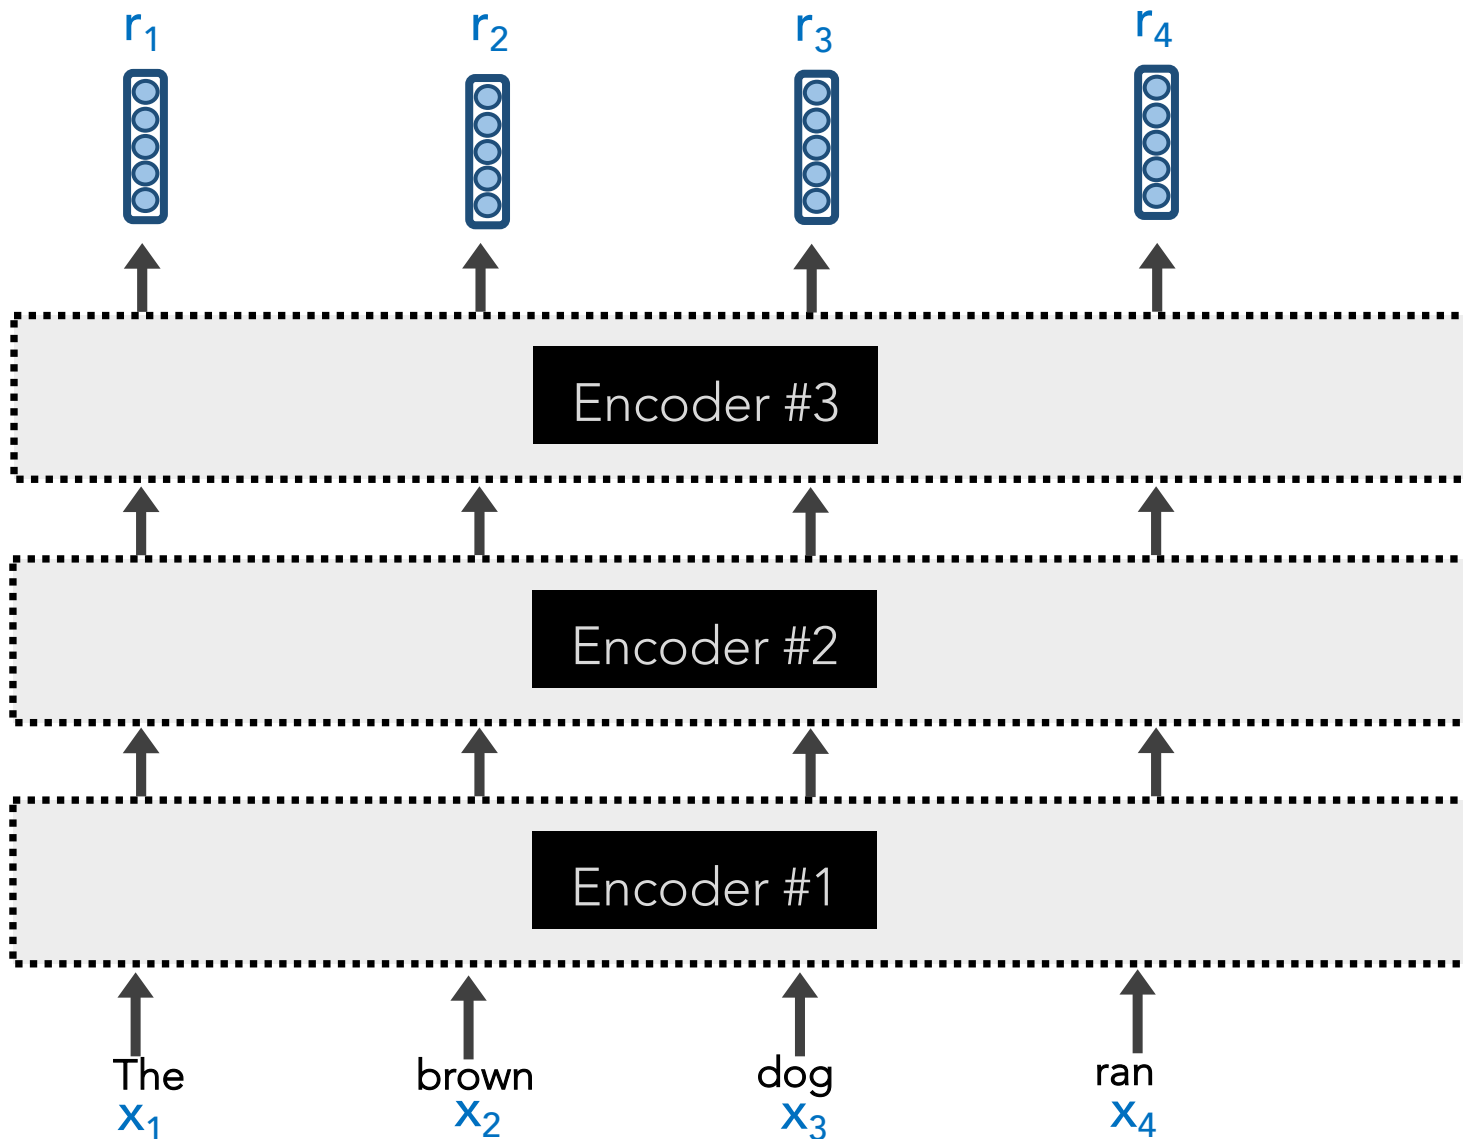 r1 r2 r3 r4
Encoder #3
Encoder #2
Encoder #1
The brown dog ran
x1 x2 x3 x4